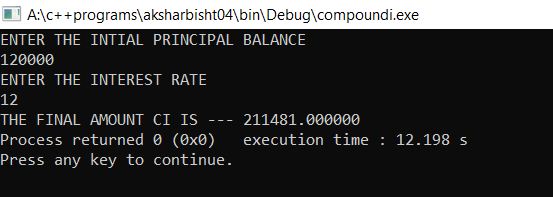 A:\c++programs\aksharbisht04\bin\Debug\compoundi.exe
ENTER THE INTIAL PRINCIPAL BALANCE
120000
ENTER THE INTEREST RATE
12
THE FINAL AMOUNT CI IS --- 211481.000000
Process returned 0 (0x0)   execution time : 12.198 s
Press any key to continue.